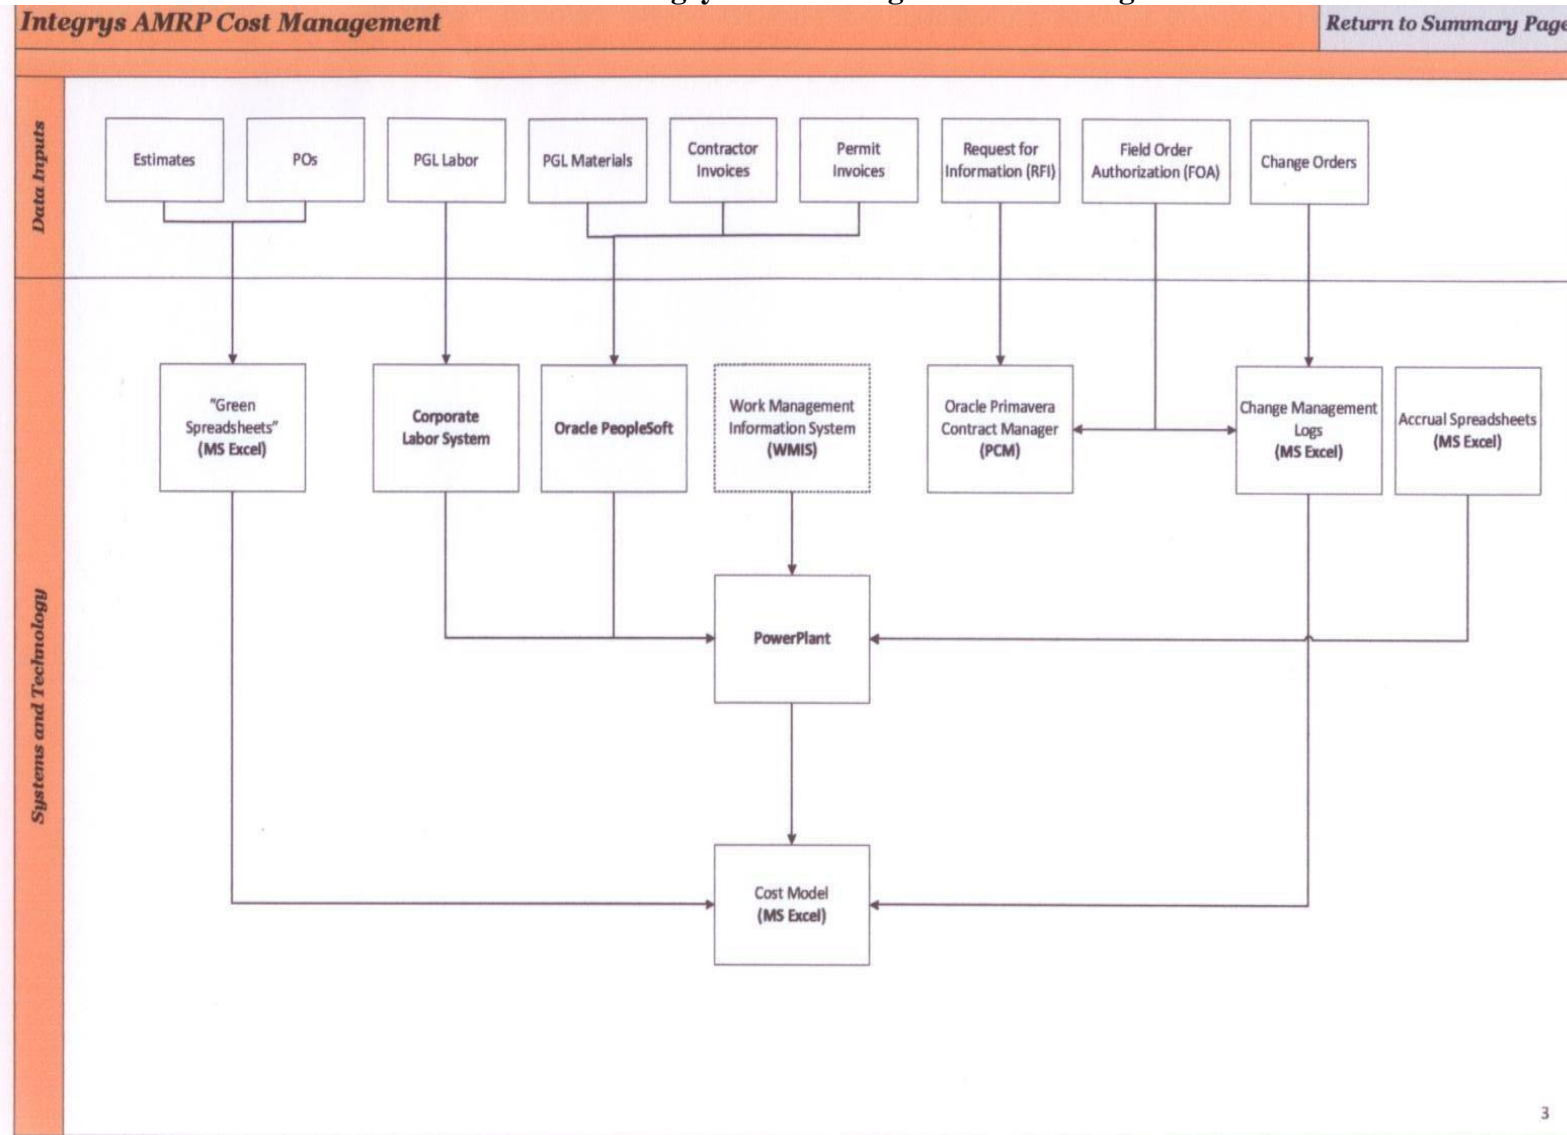 Integrys AMRP Cost Management
Return to Summary Page
Data Inputs
Estimates
POs
PGL Labor
PGL Materials
Contractor
Invoices
Permit
Invoices
Request for
Information (RFI)
Field Order
Authorization (FOA)
Change Orders
Systems and Technology
"Green
Spreadsheets"
(MS Excel)
Corporate
Labor System
Oracle PeopleSoft
Work Management
Information System
(WMIS)
Oracle Primavera
Contract Manager
(PCM)
Change Management
Logs
(MS Excel)
Accrual Spreadsheets
(MS Excel)
PowerPlant
Cost Model
(MS Excel)
3